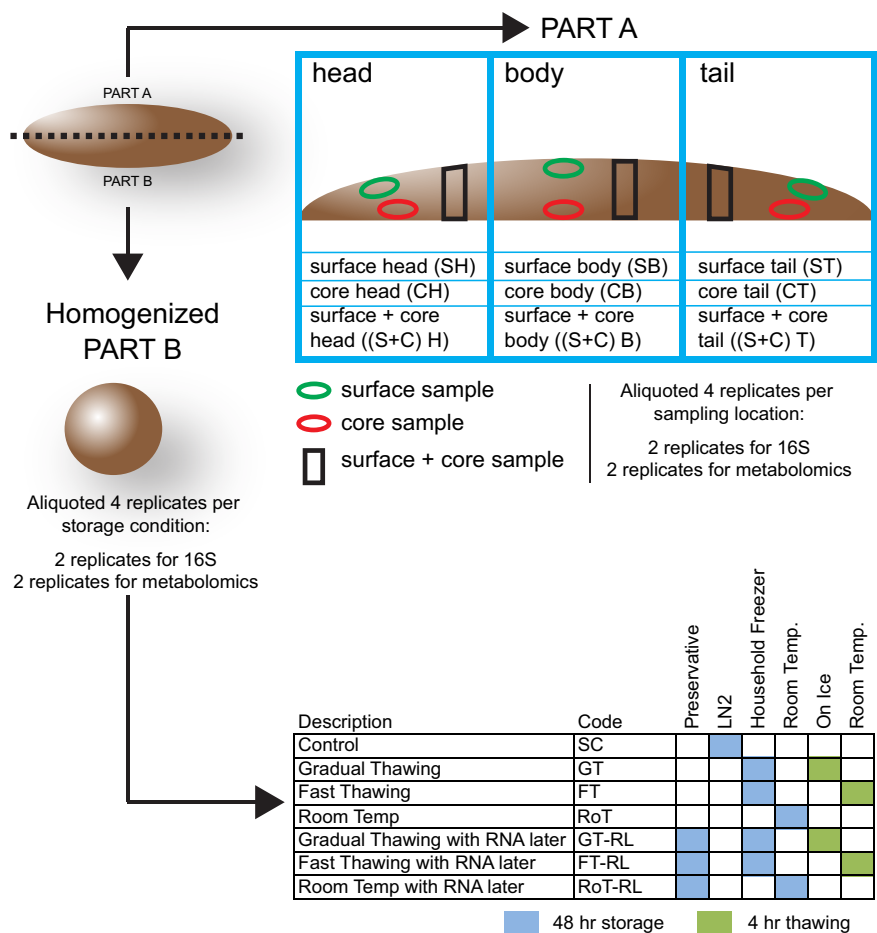 PART A
PART A
PART B
head
body
tail
surface head (SH)
surface body (SB)
surface tail (ST)
core head (CH)
core body (CB)
core tail (CT)
surface + core
head ((S+C) H)
surface + core
body ((S+C) B)
surface + core
tail ((S+C) T)
surface sample
core sample
surface + core sample
Aliquoted 4 replicates per
sampling location:
2 replicates for 16S
2 replicates for metabolomics
Homogenized
PART B
Aliquoted 4 replicates per
storage condition:
2 replicates for 16S
2 replicates for metabolomics
Description
Code
Preservative
LN2
Household Freezer
Room Temp.
On Ice
Room Temp.
Control
SC
Gradual Thawing
GT
Fast Thawing
FT
Room Temp
RoT
Gradual Thawing with RNA later
GT-RL
Fast Thawing with RNA later
FT-RL
Room Temp with RNA later
RoT-RL
48 hr storage
4 hr thawing